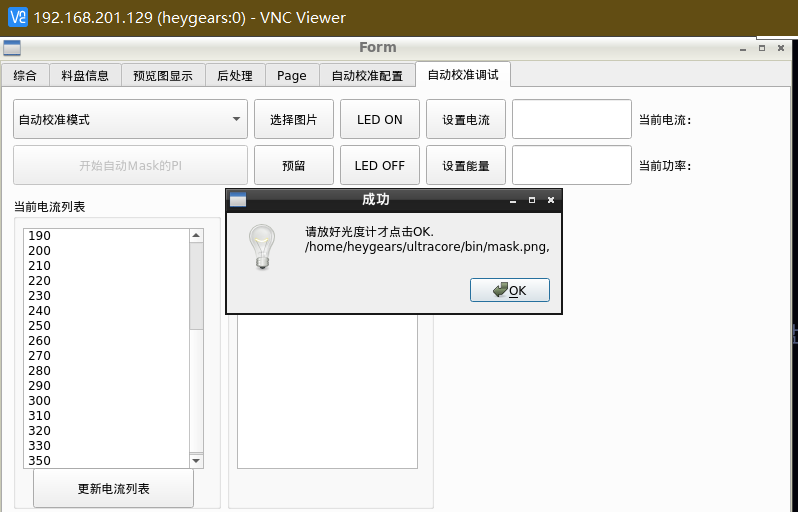 192.168.201.129 (heygears:0) - VNC Viewer
Form
综合 料盘信息 预览图显示 后处理 Page 自动校准配置 自动校准调试
自动校准模式 选择图片 LED ON 设置电流 当前电流:
开始自动Mask的PI 预留 LED OFF 设置能量 当前功率:
当前电流列表
成功
请放好光度计才点击OK.
/home/heygears/ultracore/bin/mask.png,
OK
190
200
210
220
230
240
250
260
270
280
290
300
310
320
330
350
更新电流列表